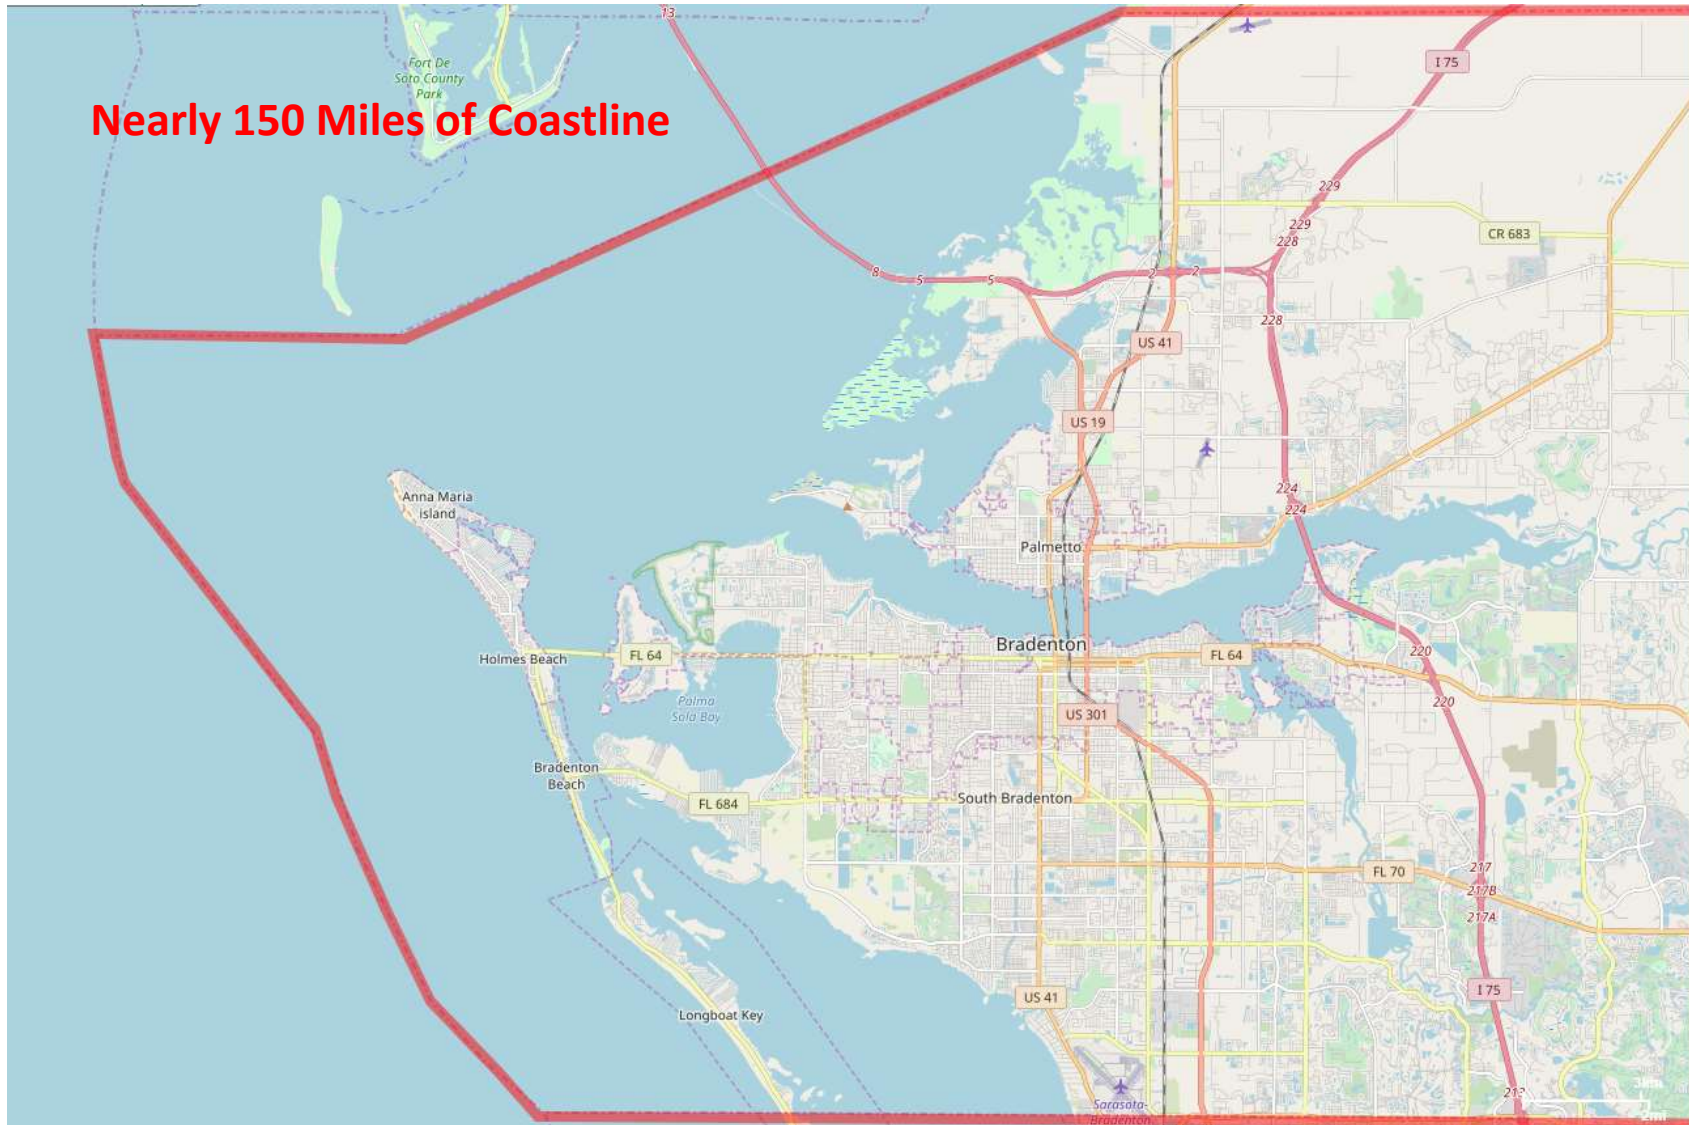 13
Fort De
Soto County
Park
I 75
Nearly 150 Miles of Coastline
229
229
228
CR 683
8
5
5
2
2
228
US 41
US 19
224
224
Anna Maria
island
Palmetto
Bradenton
FL 64
FL 64
Holmes Beach
220
220
Palma
Sola Bay
US 301
Bradenton
Beach
FL 684
South Bradenton
217
FL 70
217B
217A
I 75
US 41
Longboat Key
3km
213
2mi
Sarasota-
Bradenton